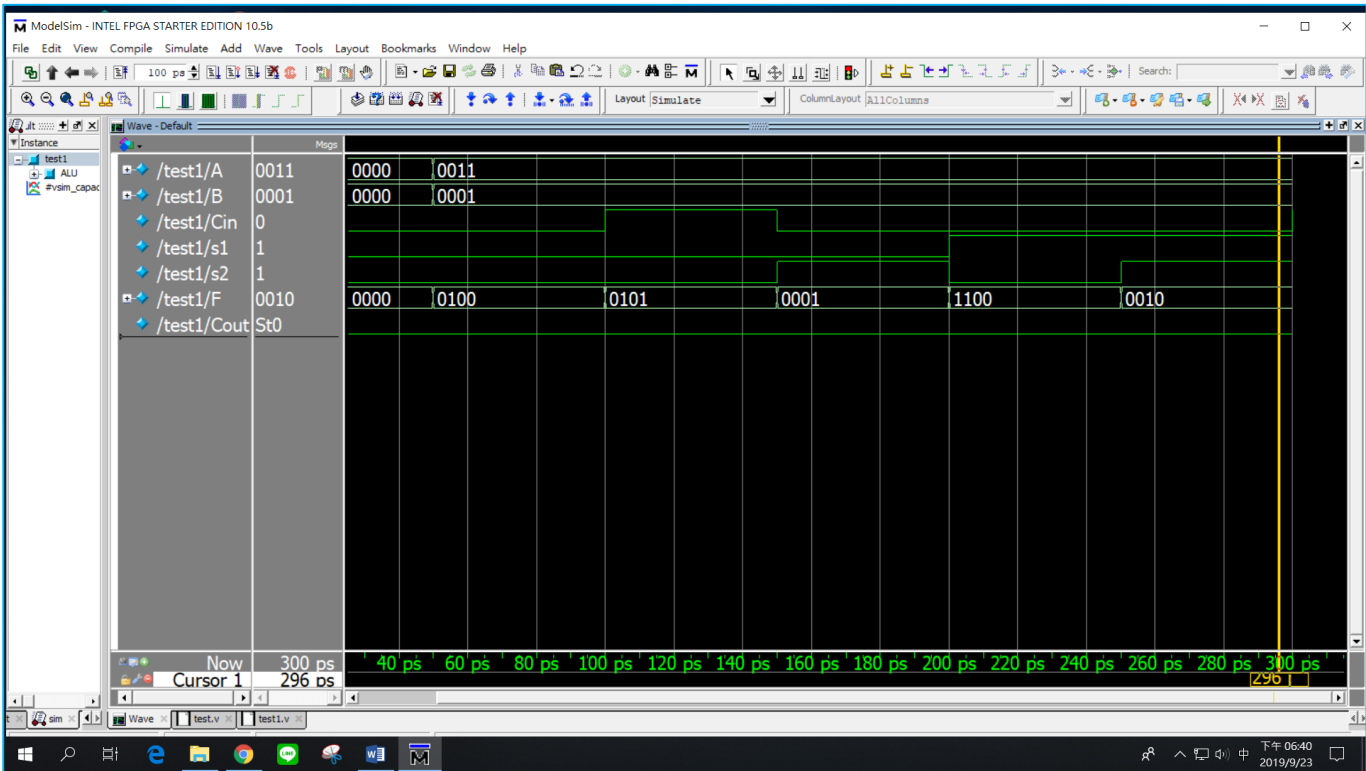 ModelSim - INTEL FPGA STARTER EDITION 10.5b
File Edit View Compile Simulate Add Wave Tools Layout Bookmarks Window Help
100 ps
Search:
Layout Simulate
ColumnLayout AllColumns
Wave - Default
Instance
Msgs
test1
ALU
#vsim_capac
/test1/A 0011 0000 0011
/test1/B 0001 0000 0001
/test1/Cin 0
/test1/s1 1
/test1/s2 1
/test1/F 0010 0000 0100 0101 0001 1100 0010
/test1/Cout St0
Now 300 ps 40 ps 60 ps 80 ps 100 ps 120 ps 140 ps 160 ps 180 ps 200 ps 220 ps 240 ps 260 ps 280 ps 300 ps
Cursor 1 296 ps 296
sim Wave test.v test1.v
LINE
中
下午 06:40
2019/9/23